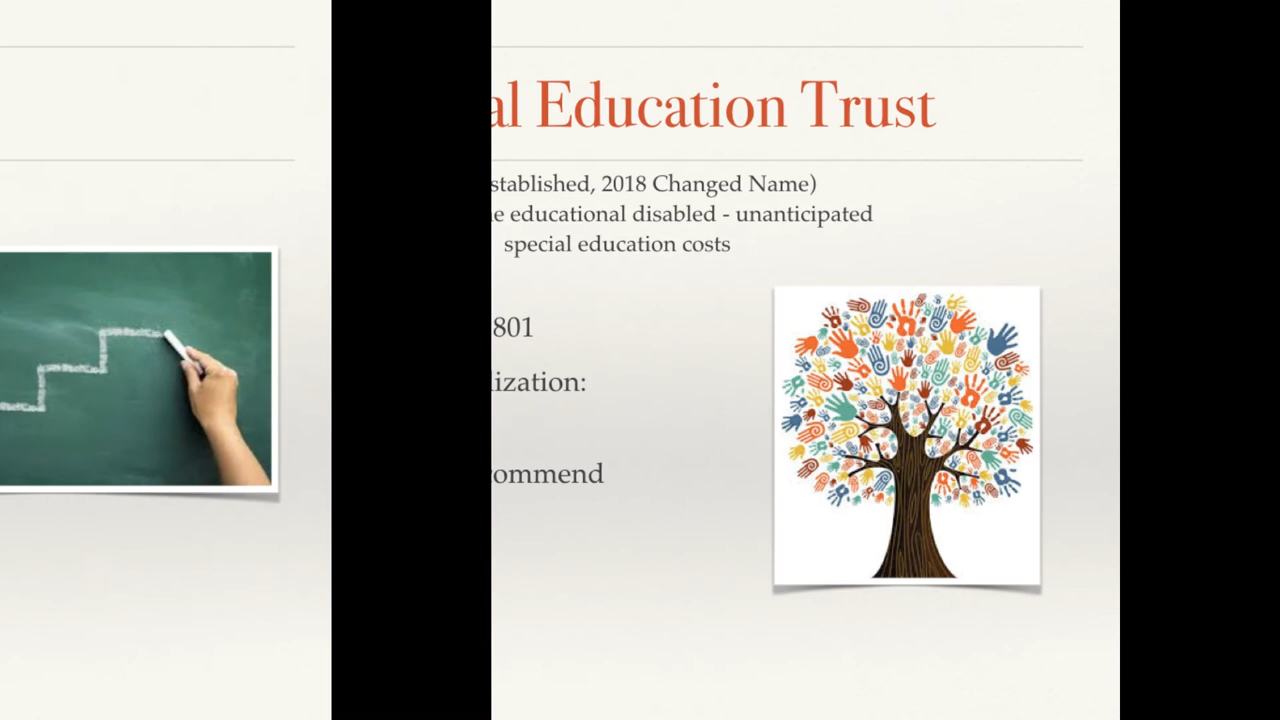 al Education Trust
stablished, 2018 Changed Name)
e educational disabled - unanticipated
special education costs
801
ization:
ommend